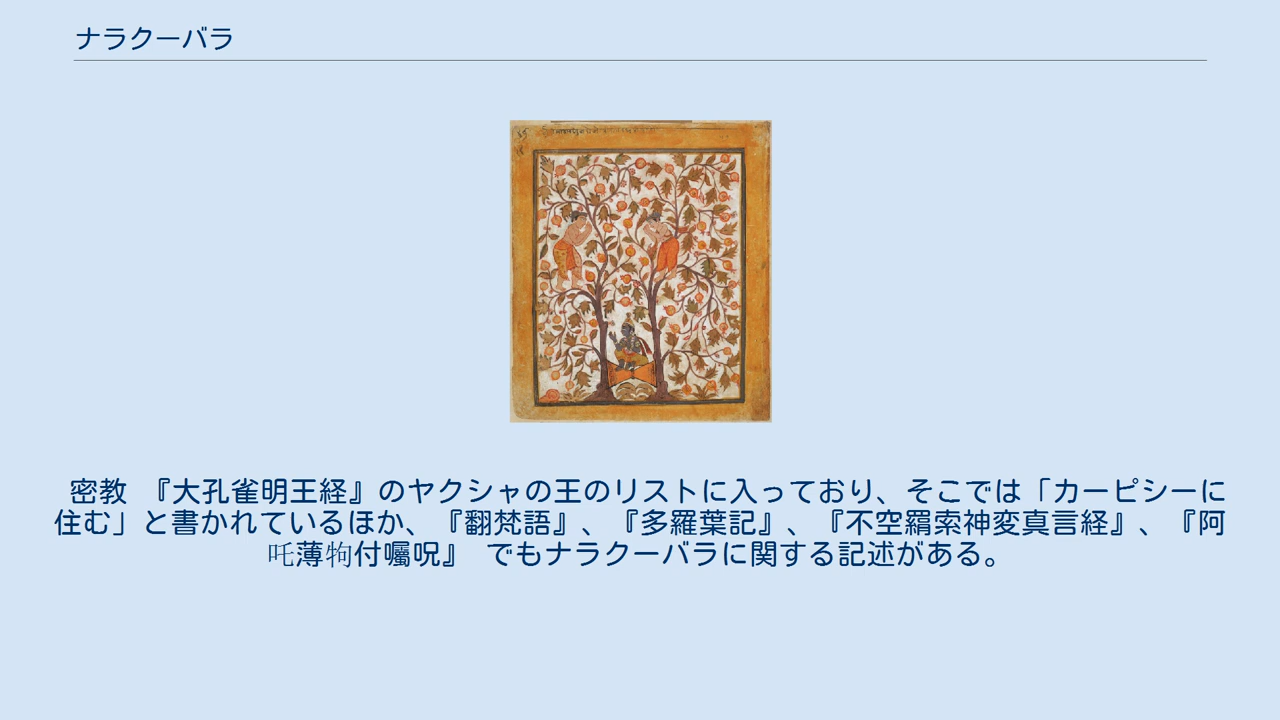 ナラクーバラ
密教 『大孔雀明王経』のヤクシャの王のリストに入っており、そこでは「カーピシーに
住む」と書かれているほか、『翻梵語』、『多羅葉記』、『不空羂索神変真言経』、『阿
吒薄拘付囑呪』 でもナラクーバラに関する記述がある。